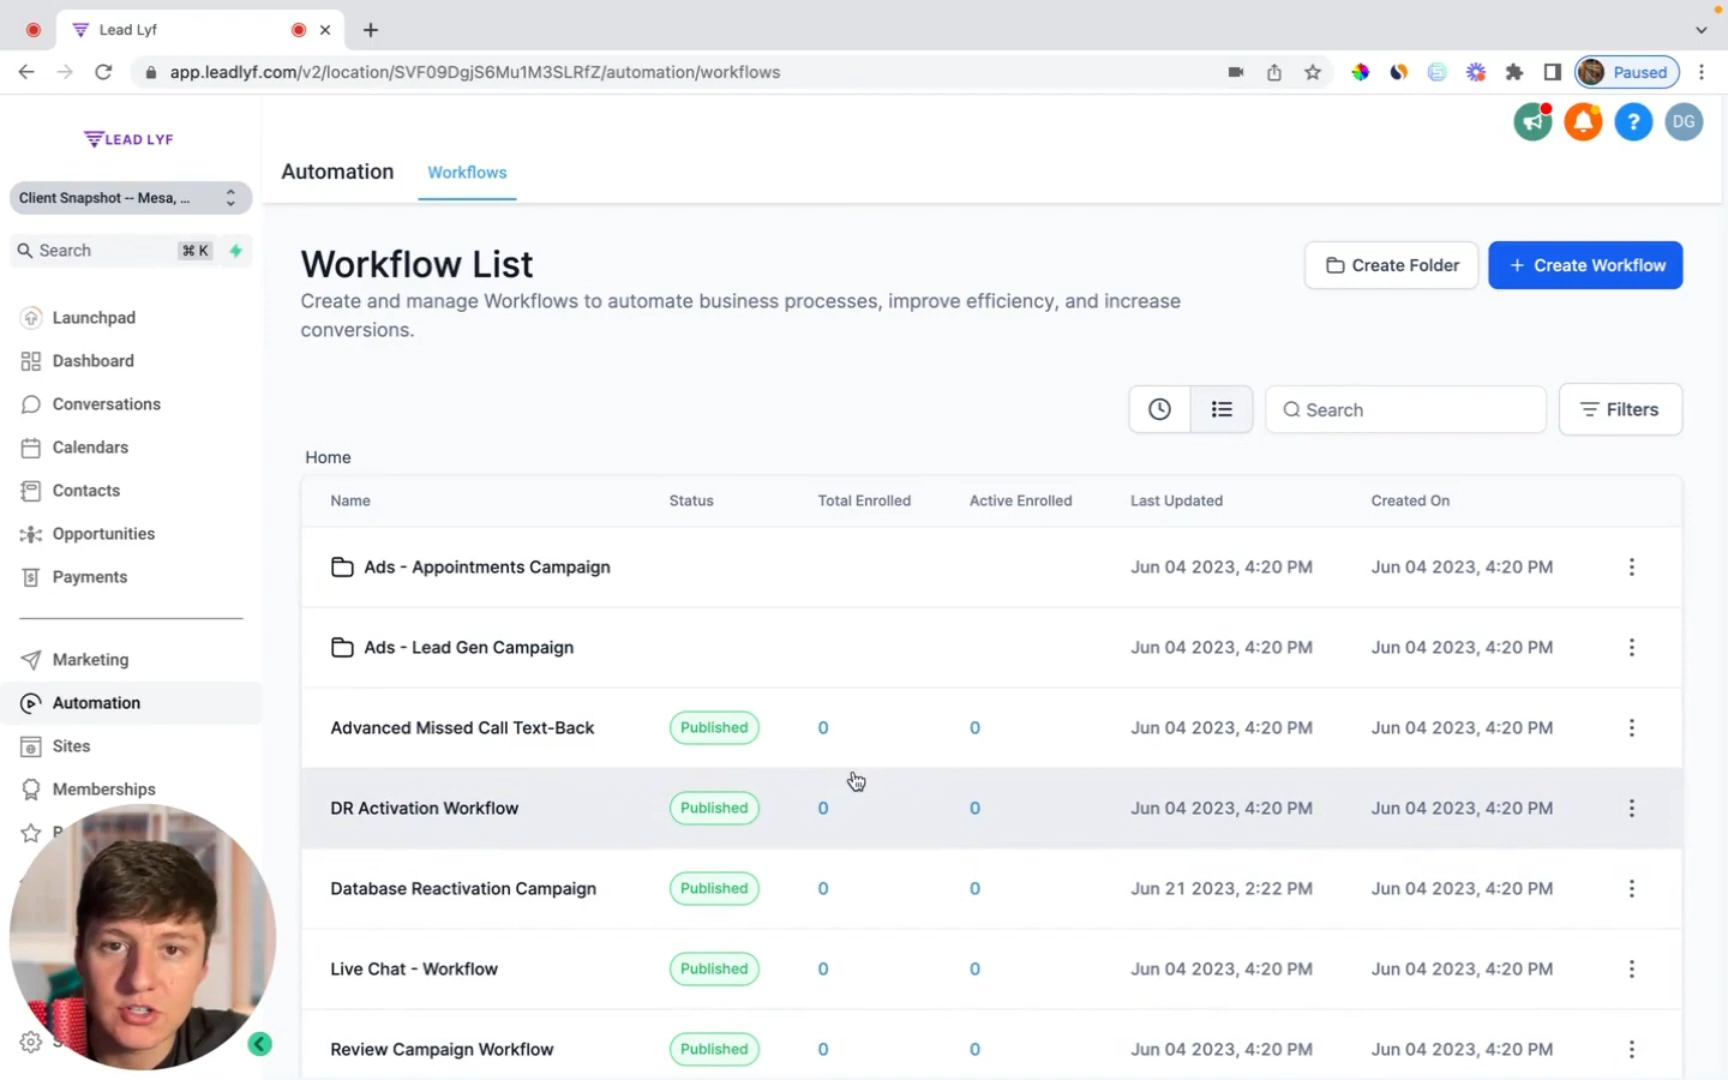 Lead Lyf
app.leadlyf.com/v2/location/SVF09DgjS6Mu1M3SLRfZ/automation/workflows
Paused
LEAD LYF
DG
Automation
Workflows
Client Snapshot -- Mesa, ...
Search
⌘ K
Launchpad
Dashboard
Conversations
Calendars
Contacts
Opportunities
Payments
Marketing
Automation
Sites
Memberships
Workflow List
Create and manage Workflows to automate business processes, improve efficiency, and increase
conversions.
Create Folder
+ Create Workflow
Search
Filters
Home
Name Status Total Enrolled Active Enrolled Last Updated Created On
Ads - Appointments Campaign Jun 04 2023, 4:20 PM Jun 04 2023, 4:20 PM
Ads - Lead Gen Campaign Jun 04 2023, 4:20 PM Jun 04 2023, 4:20 PM
Advanced Missed Call Text-Back Published 0 0 Jun 04 2023, 4:20 PM Jun 04 2023, 4:20 PM
DR Activation Workflow Published 0 0 Jun 04 2023, 4:20 PM Jun 04 2023, 4:20 PM
Database Reactivation Campaign Published 0 0 Jun 21 2023, 2:22 PM Jun 04 2023, 4:20 PM
Live Chat - Workflow Published 0 0 Jun 04 2023, 4:20 PM Jun 04 2023, 4:20 PM
Review Campaign Workflow Published 0 0 Jun 04 2023, 4:20 PM Jun 04 2023, 4:20 PM